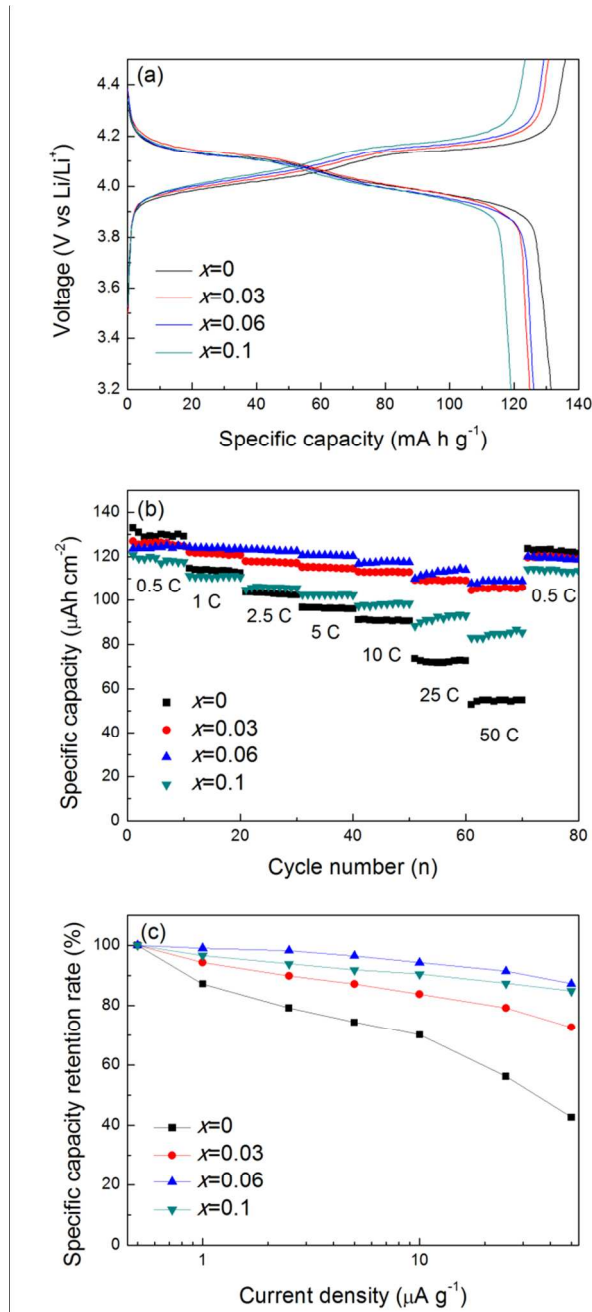 (a)
4.4
4.2
4.0
3.8
3.6
3.4
3.2
Voltage (V vs Li/Li⁺)
x=0
x=0.03
x=0.06
x=0.1
0 20 40 60 80 100 120 140
Specific capacity (mA h g⁻¹)
(b)
140
120
100
80
60
40
20
0
Specific capacity (μAh cm⁻²)
0.5 C
1 C
2.5 C
5 C
10 C
25 C
50 C
0.5 C
x=0
x=0.03
x=0.06
x=0.1
0 20 40 60 80
Cycle number (n)
(c)
100
80
60
40
20
0
Specific capacity retention rate (%)
x=0
x=0.03
x=0.06
x=0.1
1 10
Current density (μA g⁻¹)